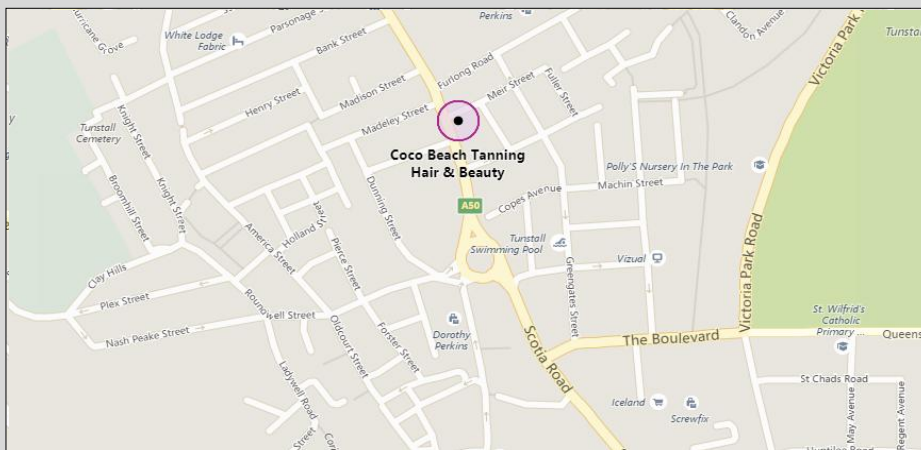 Hurricane Grove
Parsonage S
Perkins
Clandon Avenue
Tunsta
White Lodge
Fabric
Bank Street
Furlong Road
Victoria Park R
Knight Street
Henry Street
Madison Street
Meir Street
Fuller Street
Madeley Street
Tunstall
Cemetery
Coco Beach Tanning
Hair & Beauty
Polly's Nursery In The Park
Machin Street
Broomhill Street
Knight Street
Dunning Street
A50
Copes Avenue
Holland Street
America Street
Pierce Street
Tunstall
Swimming Pool
Greengates Street
Vizual
Victoria Park Road
Clay Hills
Plex Street
Round
well Street
Nash Peake Street
Oldcourt Street
Forster Street
Dorothy
Perkins
Scotia Road
The Boulevard
St Wilfrid's
Catholic
Primary ...
Queens
Ladywell Road
St Chads Road
Iceland
Screwfix
May Avenue
Regent Avenue
Street